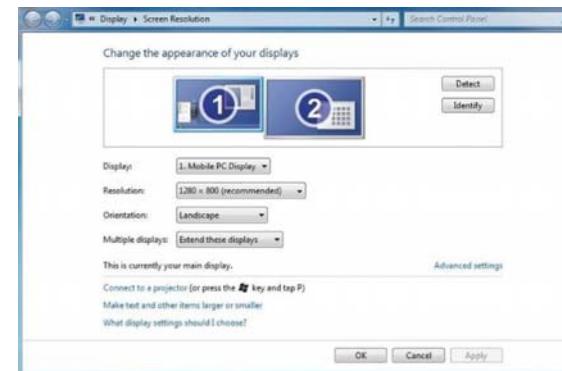 « Display ▸ Screen Resolution
Search Control Panel
Change the appearance of your displays
1
2
Detect
Identify
Display: 1. Mobile PC Display
Resolution: 1280 × 800 (recommended)
Orientation: Landscape
Multiple displays: Extend these displays
This is currently your main display.
Advanced settings
Connect to a projector (or press the key and tap P)
Make text and other items larger or smaller
What display settings should I choose?
OK Cancel Apply